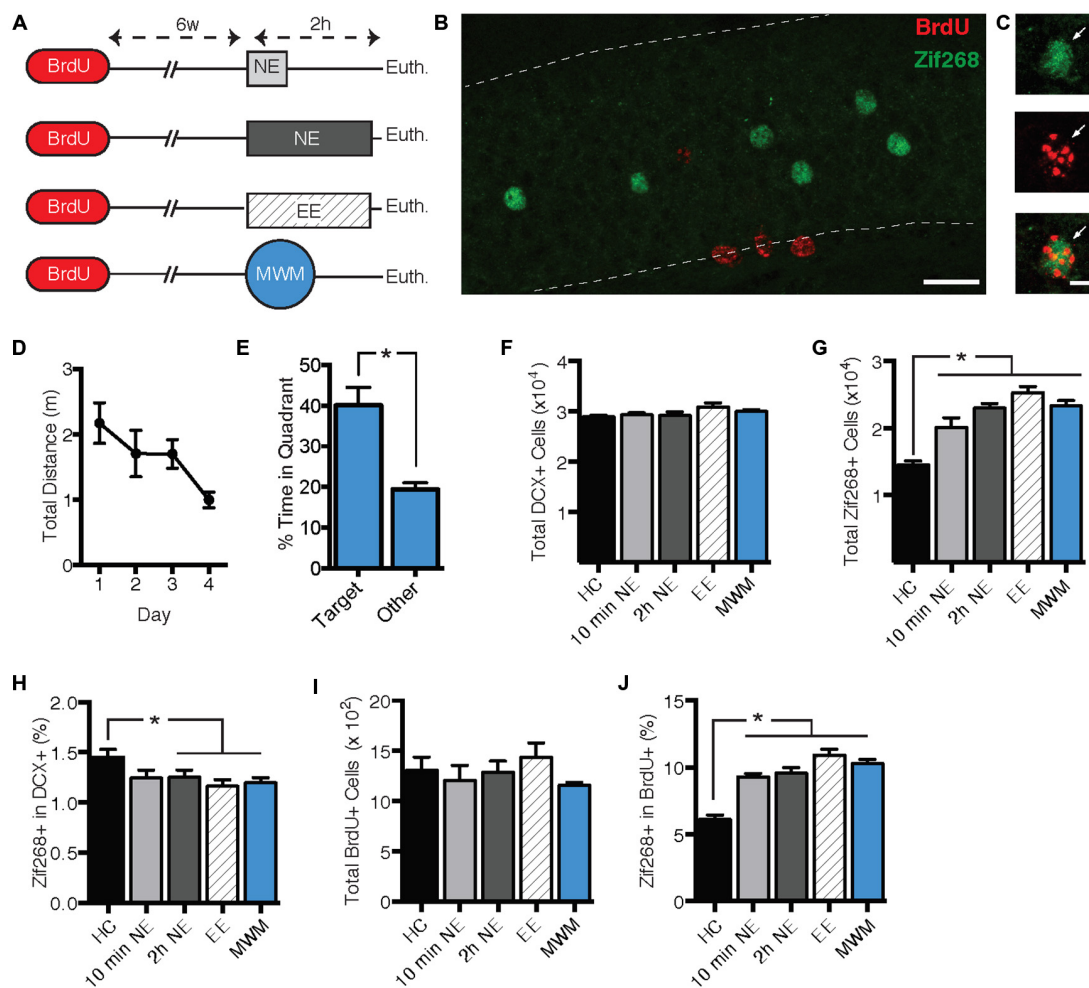 A
6w
2h
BrdU
NE
Euth.
BrdU
NE
Euth.
BrdU
EE
Euth.
BrdU
MWM
Euth.
B
BrdU
Zif268
C
D
Total Distance (m)
3
2
1
0
1 2 3 4
Day
E
% Time in Quadrant
50
40
30
20
10
0
*
Target
Other
F
Total DCX+ Cells (x10⁴)
4
3
2
1
HC
10 min NE
2h NE
EE
MWM
G
Total Zif268+ Cells (x10⁴)
3
2
1
*
HC
10 min NE
2h NE
EE
MWM
H
Zif268+ in DCX+ (%)
2.0
1.5
1.0
0.5
0.0
*
HC
10 min NE
2h NE
EE
MWM
I
Total BrdU+ Cells (x 10²)
20
15
10
5
0
HC
10 min NE
2h NE
EE
MWM
J
Zif268+ in BrdU+ (%)
15
10
5
0
*
HC
10 min NE
2h NE
EE
MWM